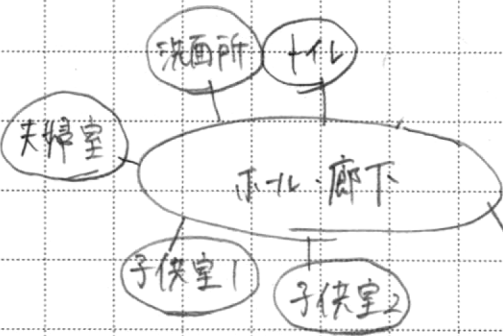 洗面所
トイレ
夫婦室
ホール・廊下
子供室1
子供室2